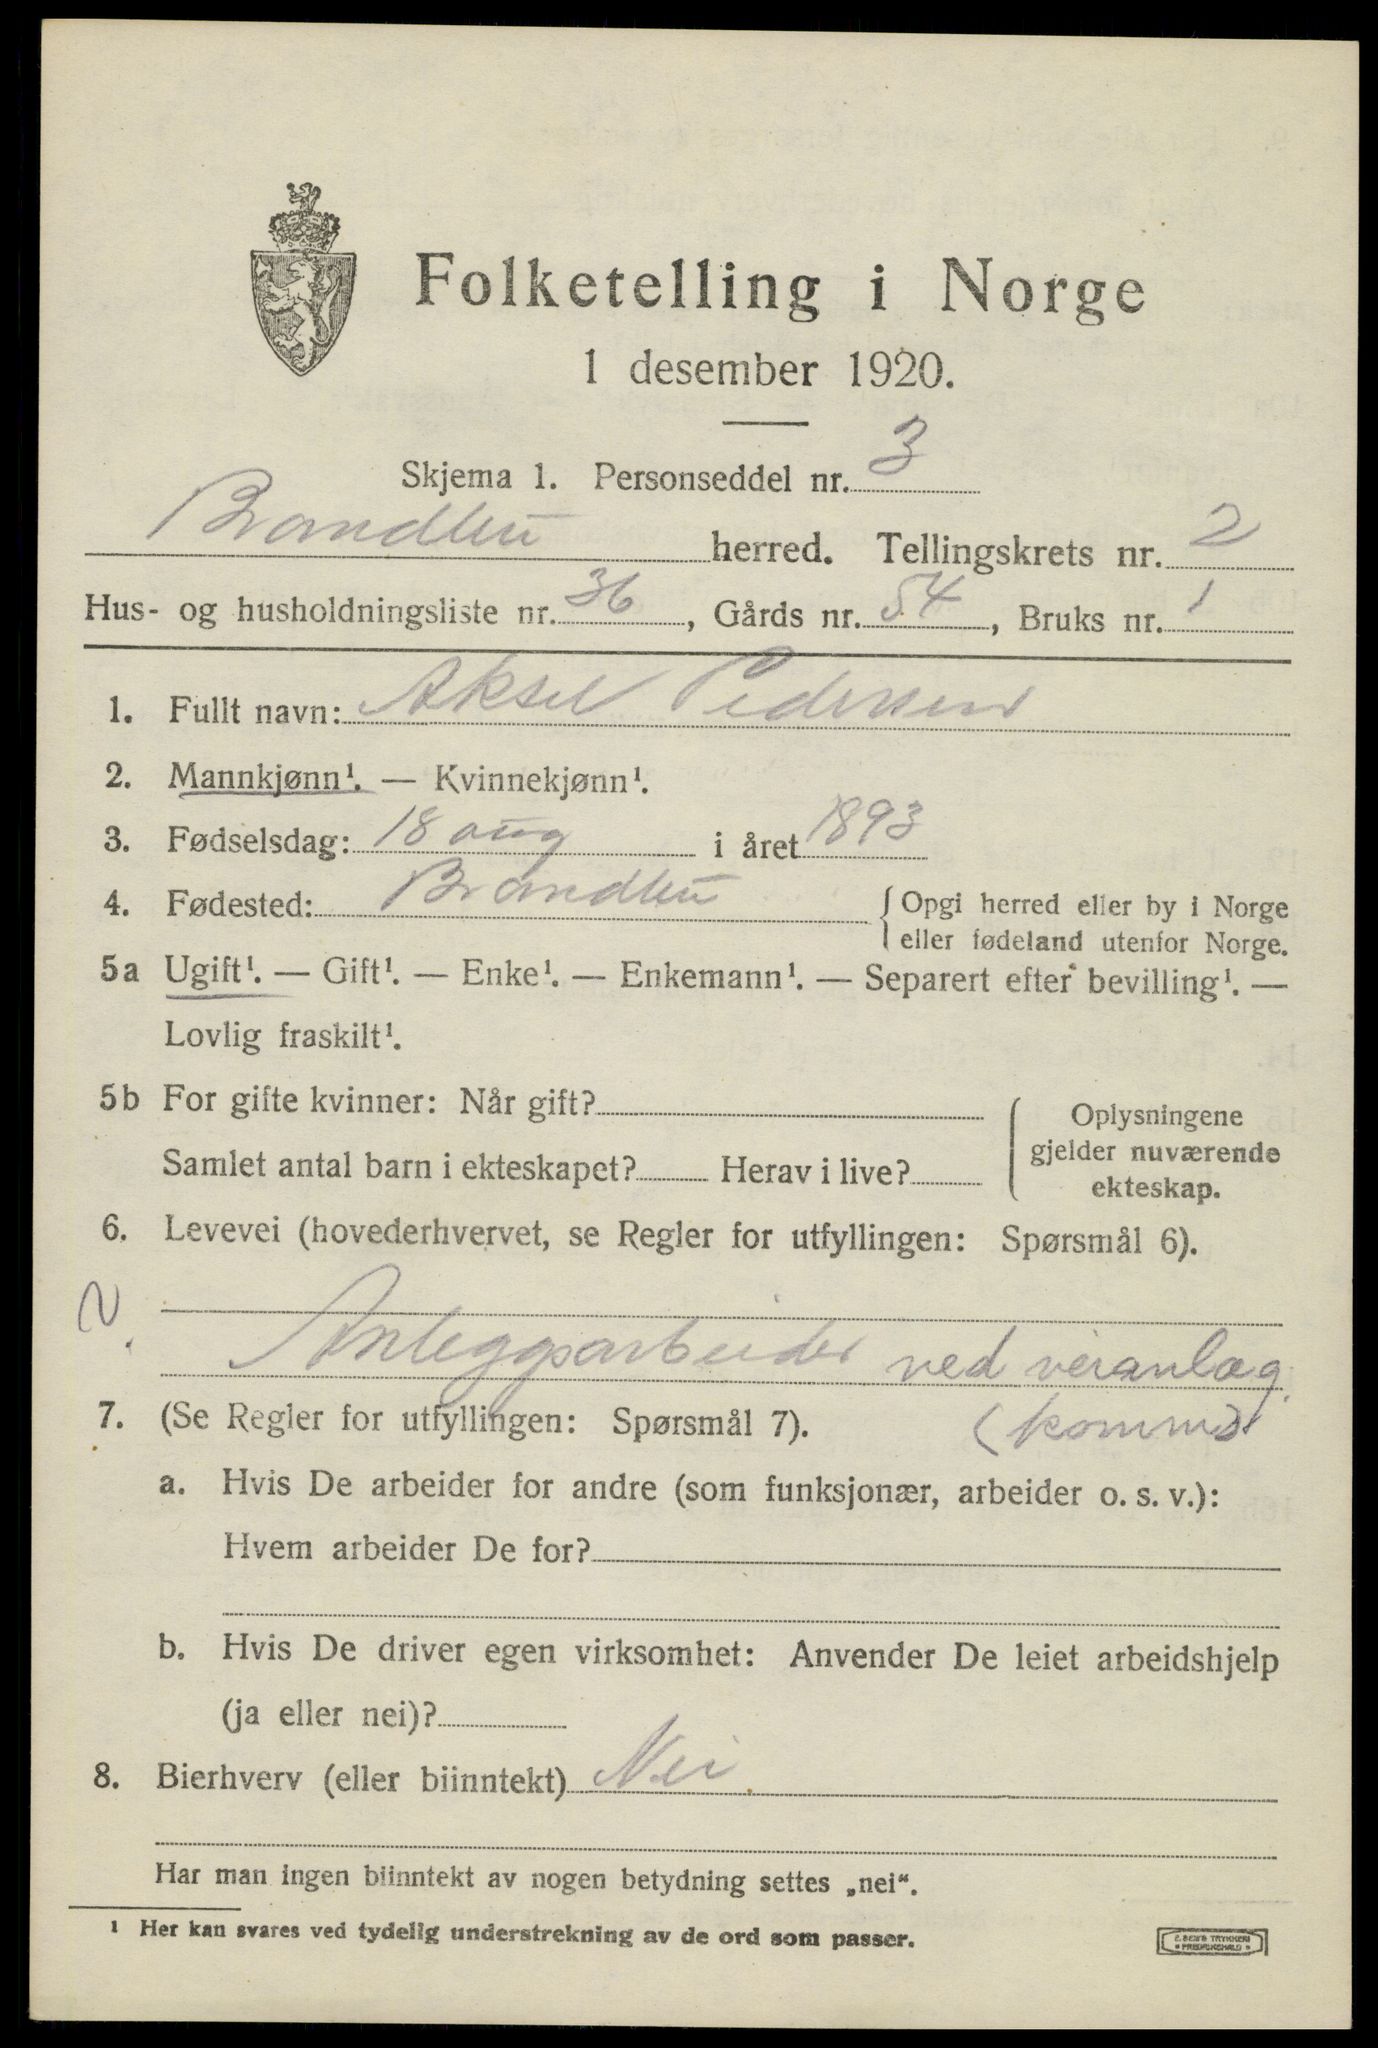 Folketelling i Norge
1 desember 1920.
Skjema 1. Personseddel nr. 3
Brandbu herred. Tellingskrets nr. 2
Hus- og husholdningsliste nr. 36, Gårds nr. 54, Bruks nr. 1
1. Fullt navn: Aksel Pedersen
2. Mannkjønn¹. — Kvinnekjønn¹.
3. Fødselsdag: 18 aug i året 1893
4. Fødested: Brandbu { Opgi herred eller by i Norge
eller fødeland utenfor Norge.
5a Ugift¹. — Gift¹. — Enke¹. — Enkemann¹. — Separert efter bevilling¹. —
Lovlig fraskilt¹.
5b For gifte kvinner: Når gift? { Oplysningene
gjelder nuværende
Samlet antal barn i ekteskapet? Herav i live?
ekteskap.
6. Levevei (hovederhvervet, se Regler for utfyllingen: Spørsmål 6).
Anleggsarbeider ved veianlæg.
(komm)
7. (Se Regler for utfyllingen: Spørsmål 7).
a. Hvis De arbeider for andre (som funksjonær, arbeider o. s. v.):
Hvem arbeider De for?
b. Hvis De driver egen virksomhet: Anvender De leiet arbeidshjelp
(ja eller nei)?
8. Bierhverv (eller biinntekt) Nei
Har man ingen biinntekt av nogen betydning settes „nei“.
¹ Her kan svares ved tydelig understrekning av de ord som passer.